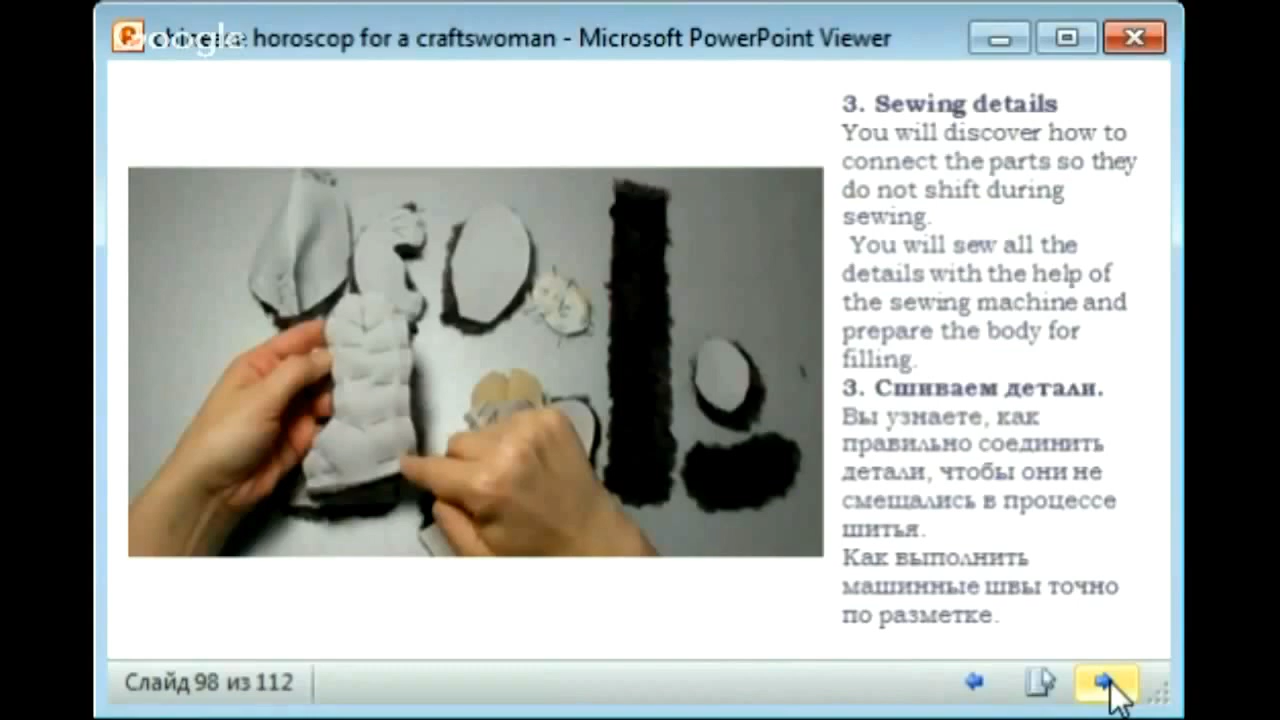 Google
horoscop for a craftswoman - Microsoft PowerPoint Viewer
3. Sewing details
You will discover how to
connect the parts so they
do not shift during
sewing.
You will sew all the
details with the help of
the sewing machine and
prepare the body for
filling.
3. Сшиваем детали.
Вы узнаете, как
правильно соединить
детали, чтобы они не
смещались в процессе
шитья.
Как выполнить
машинные швы точно
по разметке.
Слайд 98 из 112